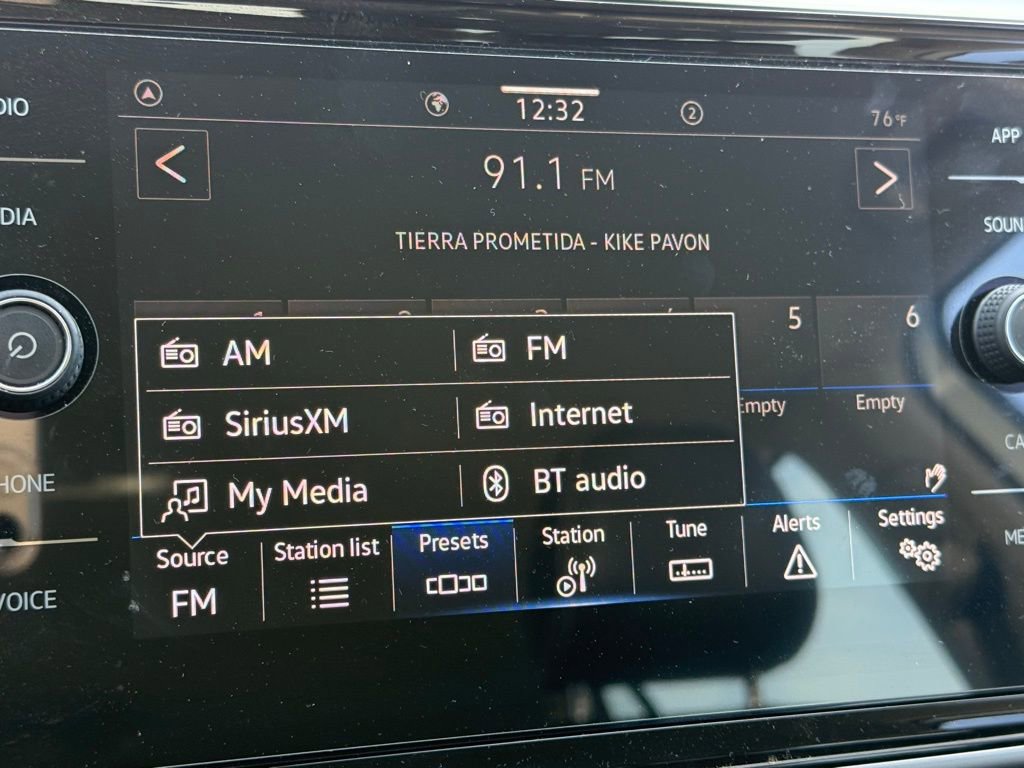 DIO
12:32
2
76°F
APP
91.1 FM
DIA
SOUN
TIERRA PROMETIDA - KIKE PAVON
5
6
AM
FM
SiriusXM
Internet
Empty
Empty
My Media
BT audio
CA
HONE
Source
Station list
Presets
Station
Tune
Alerts
Settings
FM
ME
VOICE